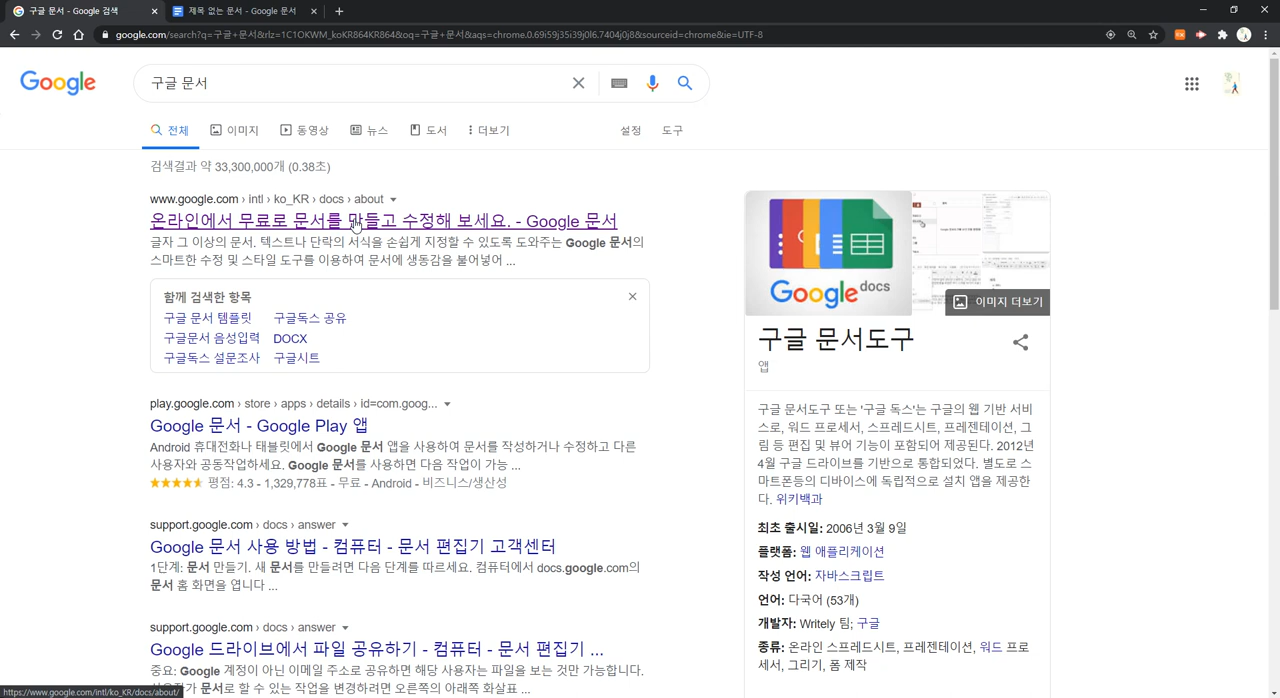 구글 문서 - Google 검색
제목 없는 문서 - Google 문서
google.com/search?q=구글+문서&rlz=1C1OKWM_koKR864KR864&oq=구글+문서&aqs=chrome.0.69i59j35i39j0l6.7404j0j8&sourceid=chrome&ie=UTF-8
Google
구글 문서
전체
이미지
동영상
뉴스
도서
더보기
설정
도구
검색결과 약 33,300,000개 (0.38초)
www.google.com › intl › ko_KR › docs › about
온라인에서 무료로 문서를 만들고 수정해 보세요. - Google 문서
글자 그 이상의 문서. 텍스트나 단락의 서식을 손쉽게 지정할 수 있도록 도와주는 Google 문서의
스마트한 수정 및 스타일 도구를 이용하여 문서에 생동감을 불어넣어 ...
함께 검색한 항목
구글 문서 템플릿 구글독스 공유
구글문서 음성입력 DOCX
구글독스 설문조사 구글시트
play.google.com › store › apps › details › id=com.goog...
Google 문서 - Google Play 앱
Android 휴대전화나 태블릿에서 Google 문서 앱을 사용하여 문서를 작성하거나 수정하고 다른
사용자와 공동작업하세요. Google 문서를 사용하면 다음 작업이 가능 ...
평점: 4.3 - 1,329,778표 - 무료 - Android - 비즈니스/생산성
support.google.com › docs › answer
Google 문서 사용 방법 - 컴퓨터 - 문서 편집기 고객센터
1단계: 문서 만들기. 새 문서를 만들려면 다음 단계를 따르세요. 컴퓨터에서 docs.google.com의
문서 홈 화면을 엽니다 ...
support.google.com › docs › answer
Google 드라이브에서 파일 공유하기 - 컴퓨터 - 문서 편집기 ...
중요: Google 계정이 아닌 이메일 주소로 공유하면 해당 사용자는 파일을 보는 것만 가능합니다.
사용자가 문서로 할 수 있는 작업을 변경하려면 오른쪽의 아래쪽 화살표 ...
Google docs
이미지 더보기
구글 문서도구
앱
구글 문서도구 또는 '구글 독스'는 구글의 웹 기반 서비
스로, 워드 프로세서, 스프레드시트, 프레젠테이션, 그
림 등 편집 및 뷰어 기능이 포함되어 제공된다. 2012년
4월 구글 드라이브를 기반으로 통합되었다. 별도로 스
마트폰등의 디바이스에 독립적으로 설치 앱을 제공한
다. 위키백과
최초 출시일: 2006년 3월 9일
플랫폼: 웹 애플리케이션
작성 언어: 자바스크립트
언어: 다국어 (53개)
개발자: Writely 팀; 구글
종류: 온라인 스프레드시트, 프레젠테이션, 워드 프로
세서, 그리기, 폼 제작
https://www.google.com/intl/ko_KR/docs/about/